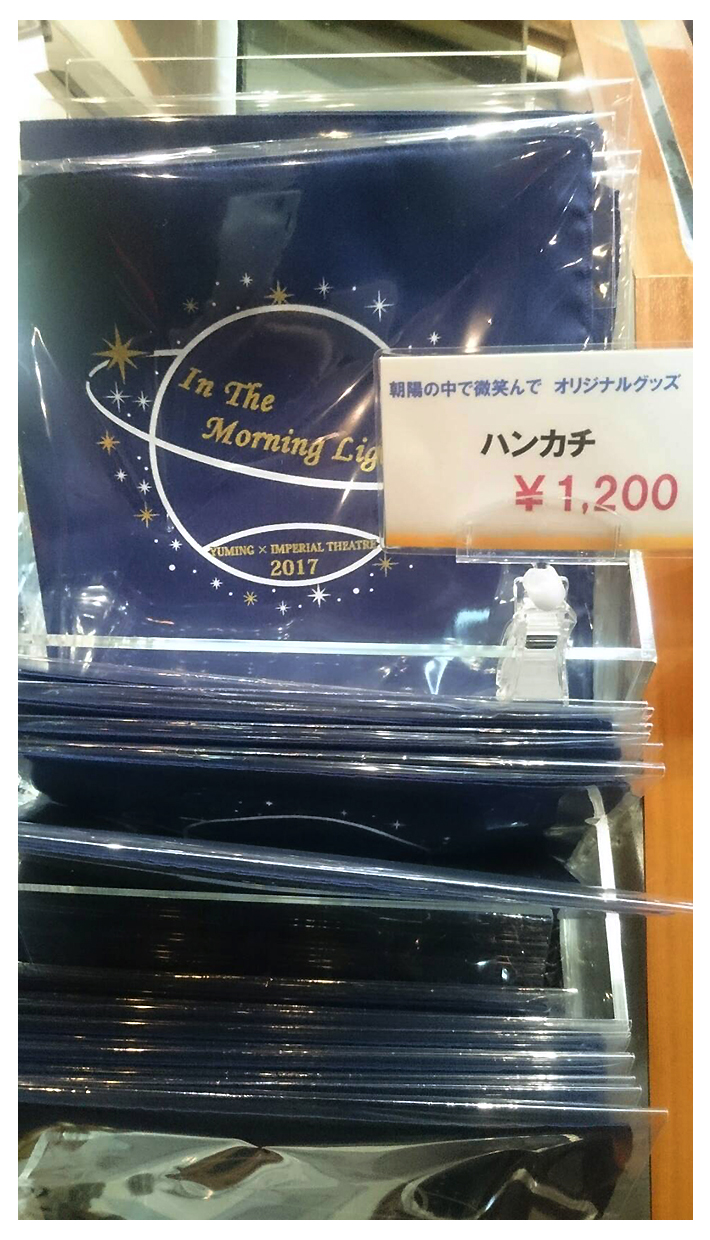 In The
Morning Lig
YUMING × IMPERIAL THEATRE
2017
朝陽の中で微笑んで オリジナルグッズ
ハンカチ
¥1,200